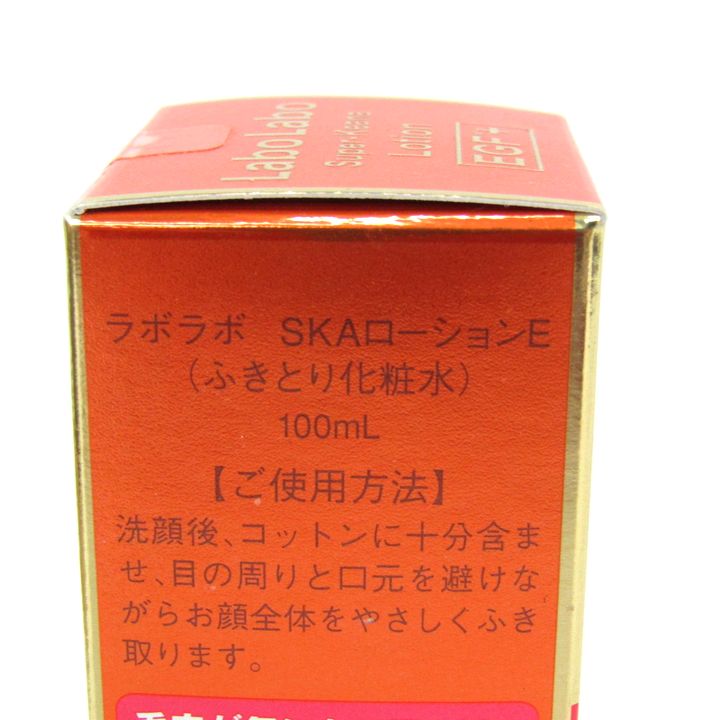 LaboLabo
Super-Keana
Lotion
EGF+
ラボラボ SKAローションE
（ふきとり化粧水）
100mL
【ご使用方法】
洗顔後、コットンに十分含ま
せ、目の周りと口元を避けな
がらお顔全体をやさしくふき
取ります。